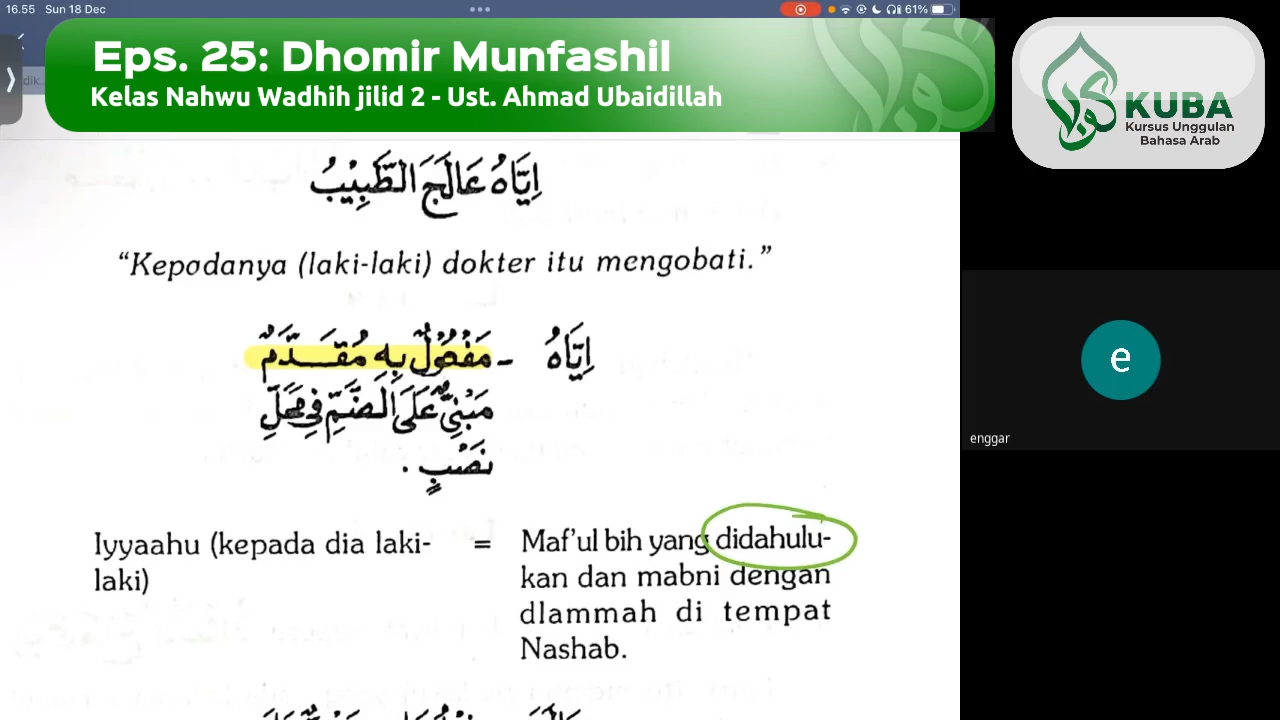 16.55 Sun 18 Dec
61%
Eps. 25: Dhomir Munfashil
Kelas Nahwu Wadhih jilid 2 - Ust. Ahmad Ubaidillah
KUBA
Kursus Unggulan
Bahasa Arab
اِيَّاهُ عَالَجَ الطَّبِيْبُ
“Kepadanya (laki-laki) dokter itu mengobati.”
اِيَّاهُ - مَفْعُوْلٌ بِهِ مُقَدَّمٌ
مَبْنِيٌّ عَلَى الضَّمِّ فِي مَحَلِّ
نَصْبٍ .
Iyyaahu (kepada dia laki- = Maf’ul bih yang didahulu-
laki) kan dan mabni dengan
dlammah di tempat
Nashab.
e
enggar